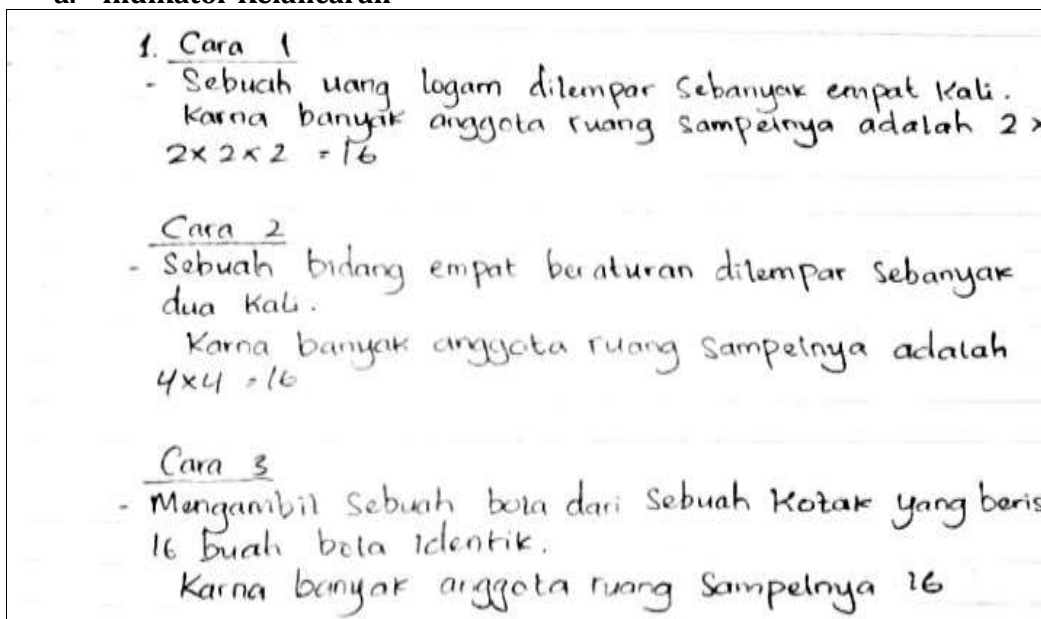 a. Indikator Kelancaran
1. Cara 1
- Sebuah uang logam dilempar Sebanyak empat kali.
Karna banyak anggota ruang sampelnya adalah 2 ×
2 × 2 × 2 = 16
Cara 2
- Sebuah bidang empat beraturan dilempar Sebanyak
dua kali.
Karna banyak anggota ruang sampelnya adalah
4×4 = 16
Cara 3
- Mengambil Sebuah bola dari sebuah Kotak yang beris
16 buah bola identik.
Karna banyak anggota ruang Sampelnya 16